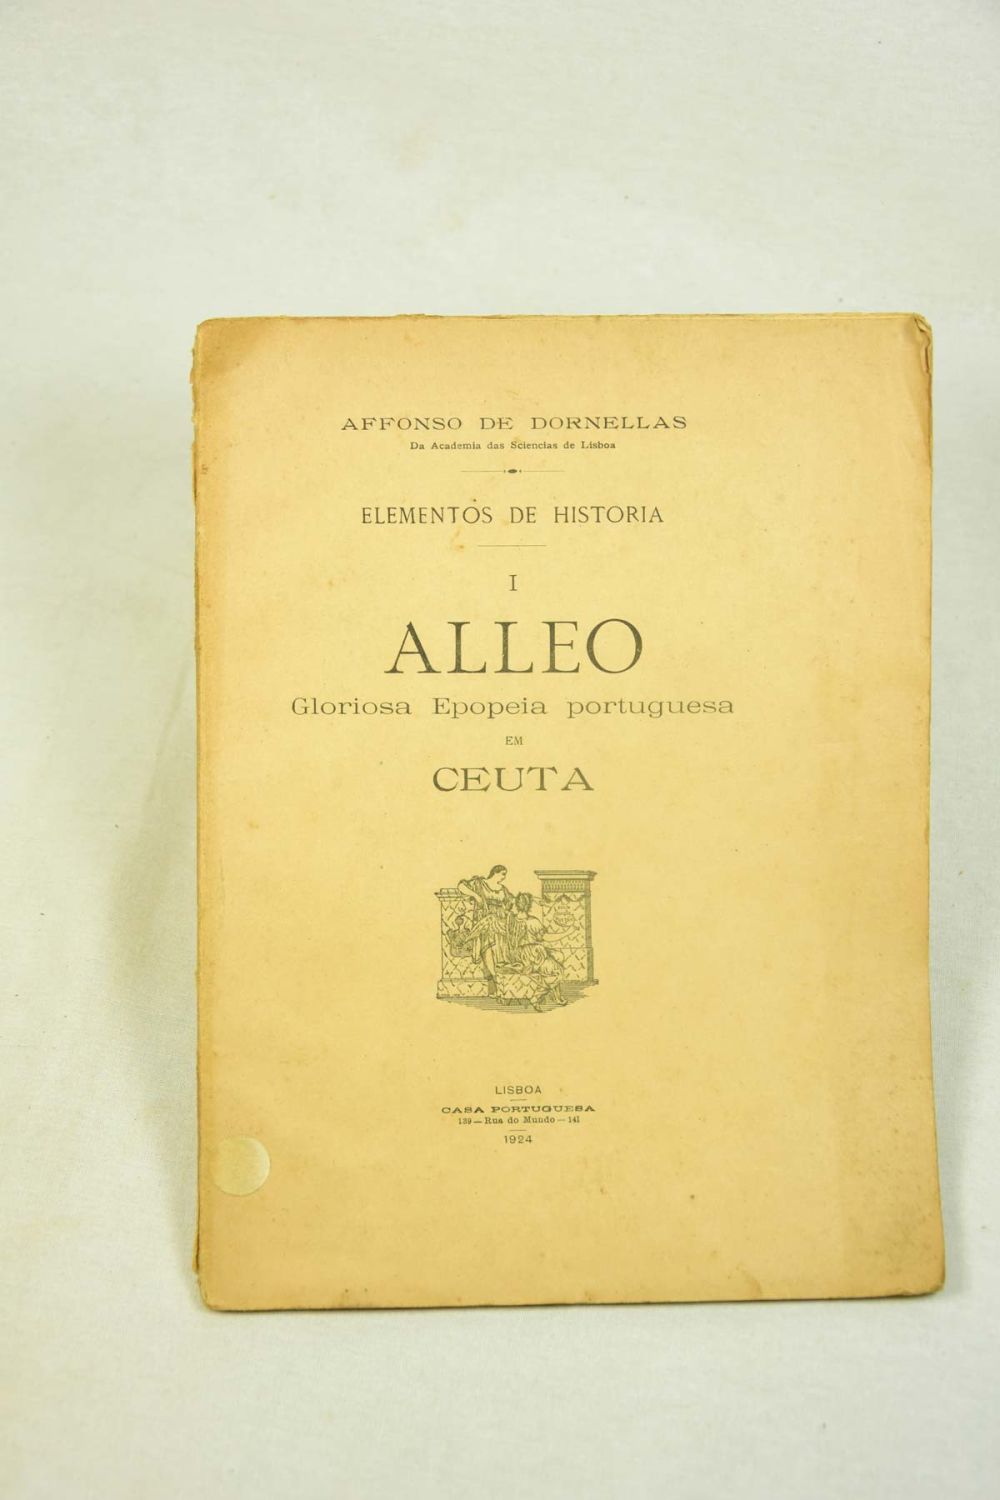 AFFONSO DE DORNELLAS
Da Academia das Sciencias de Lisboa
ELEMENTOS DE HISTORIA
I
ALLEO
Gloriosa Epopeia portuguesa
EM
CEUTA
LISBOA
CASA PORTUGUESA
139 — Rua do Mundo — 141
1924